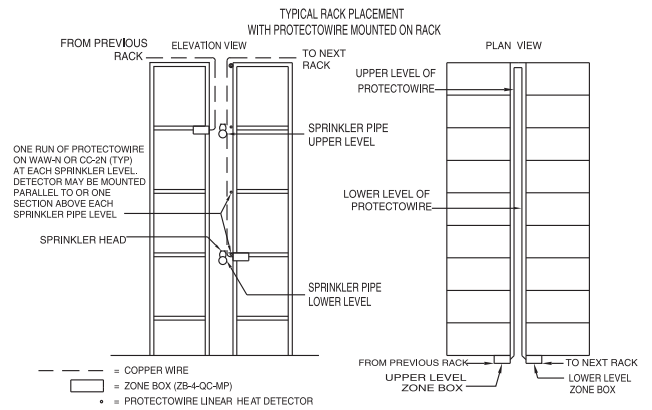 TYPICAL RACK PLACEMENT
WITH PROTECTOWIRE MOUNTED ON RACK
FROM PREVIOUS
RACK
ELEVATION VIEW
TO NEXT
RACK
PLAN VIEW
UPPER LEVEL OF
PROTECTOWIRE
SPRINKLER PIPE
UPPER LEVEL
ONE RUN OF PROTECTOWIRE
ON WAW-N OR CC-2N (TYP)
AT EACH SPRINKLER LEVEL.
DETECTOR MAY BE MOUNTED
PARALLEL TO OR ONE
SECTION ABOVE EACH
SPRINKLER PIPE LEVEL
LOWER LEVEL OF
PROTECTOWIRE
SPRINKLER HEAD
SPRINKLER PIPE
LOWER LEVEL
FROM PREVIOUS RACK
TO NEXT RACK
UPPER LEVEL
ZONE BOX
LOWER LEVEL
ZONE BOX
= COPPER WIRE
= ZONE BOX (ZB-4-QC-MP)
= PROTECTOWIRE LINEAR HEAT DETECTOR